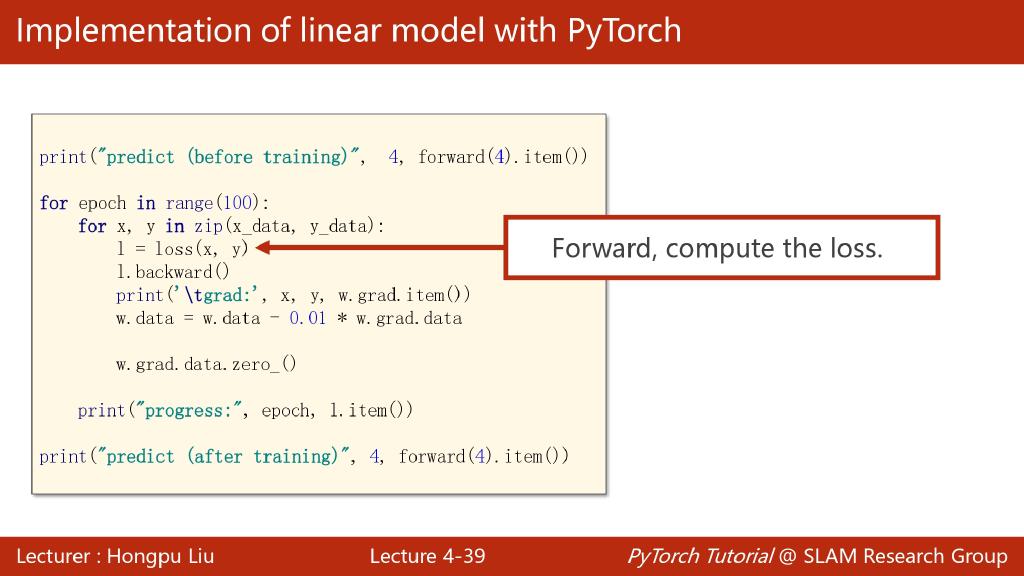 Implementation of linear model with PyTorch
print("predict (before training)",  4, forward(4).item())
for epoch in range(100):
    for x, y in zip(x_data, y_data):
        l = loss(x, y)
Forward, compute the loss.
        l.backward()
        print('\tgrad:', x, y, w.grad.item())
        w.data = w.data - 0.01 * w.grad.data
        w.grad.data.zero_()
    print("progress:", epoch, l.item())
print("predict (after training)", 4, forward(4).item())
Lecturer : Hongpu Liu
Lecture 4-39
PyTorch Tutorial @ SLAM Research Group